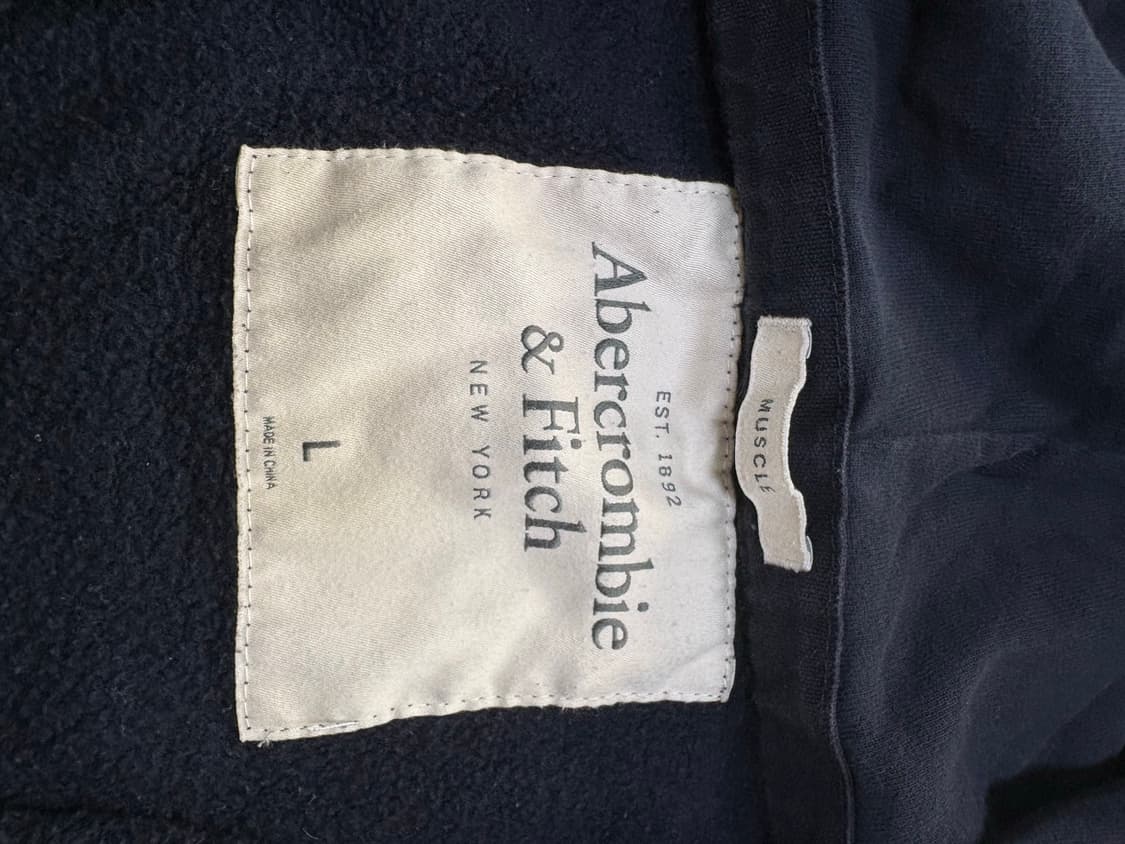 MUSCLE
EST. 1892
Abercrombie
& Fitch
NEW YORK
L
MADE IN CHINA